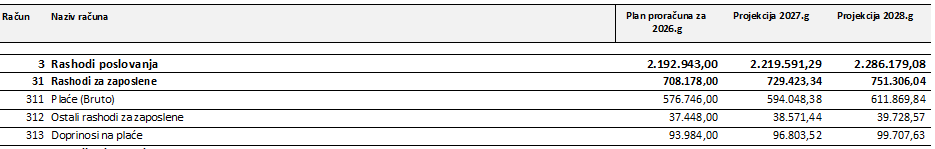 Račun Naziv računa Plan proračuna za 2026.g Projekcija 2027.g Projekcija 2028.g
3 Rashodi poslovanja 2.192.943,00 2.219.591,29 2.286.179,08
31 Rashodi za zaposlene 708.178,00 729.423,34 751.306,04
311 Plaće (Bruto) 576.746,00 594.048,38 611.869,84
312 Ostali rashodi za zaposlene 37.448,00 38.571,44 39.728,57
313 Doprinosi na plaće 93.984,00 96.803,52 99.707,63